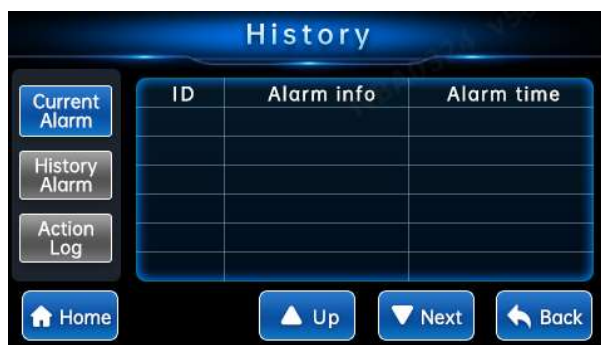 History
Current
Alarm
History
Alarm
Action
Log
ID Alarm info Alarm time
Home Up Next Back